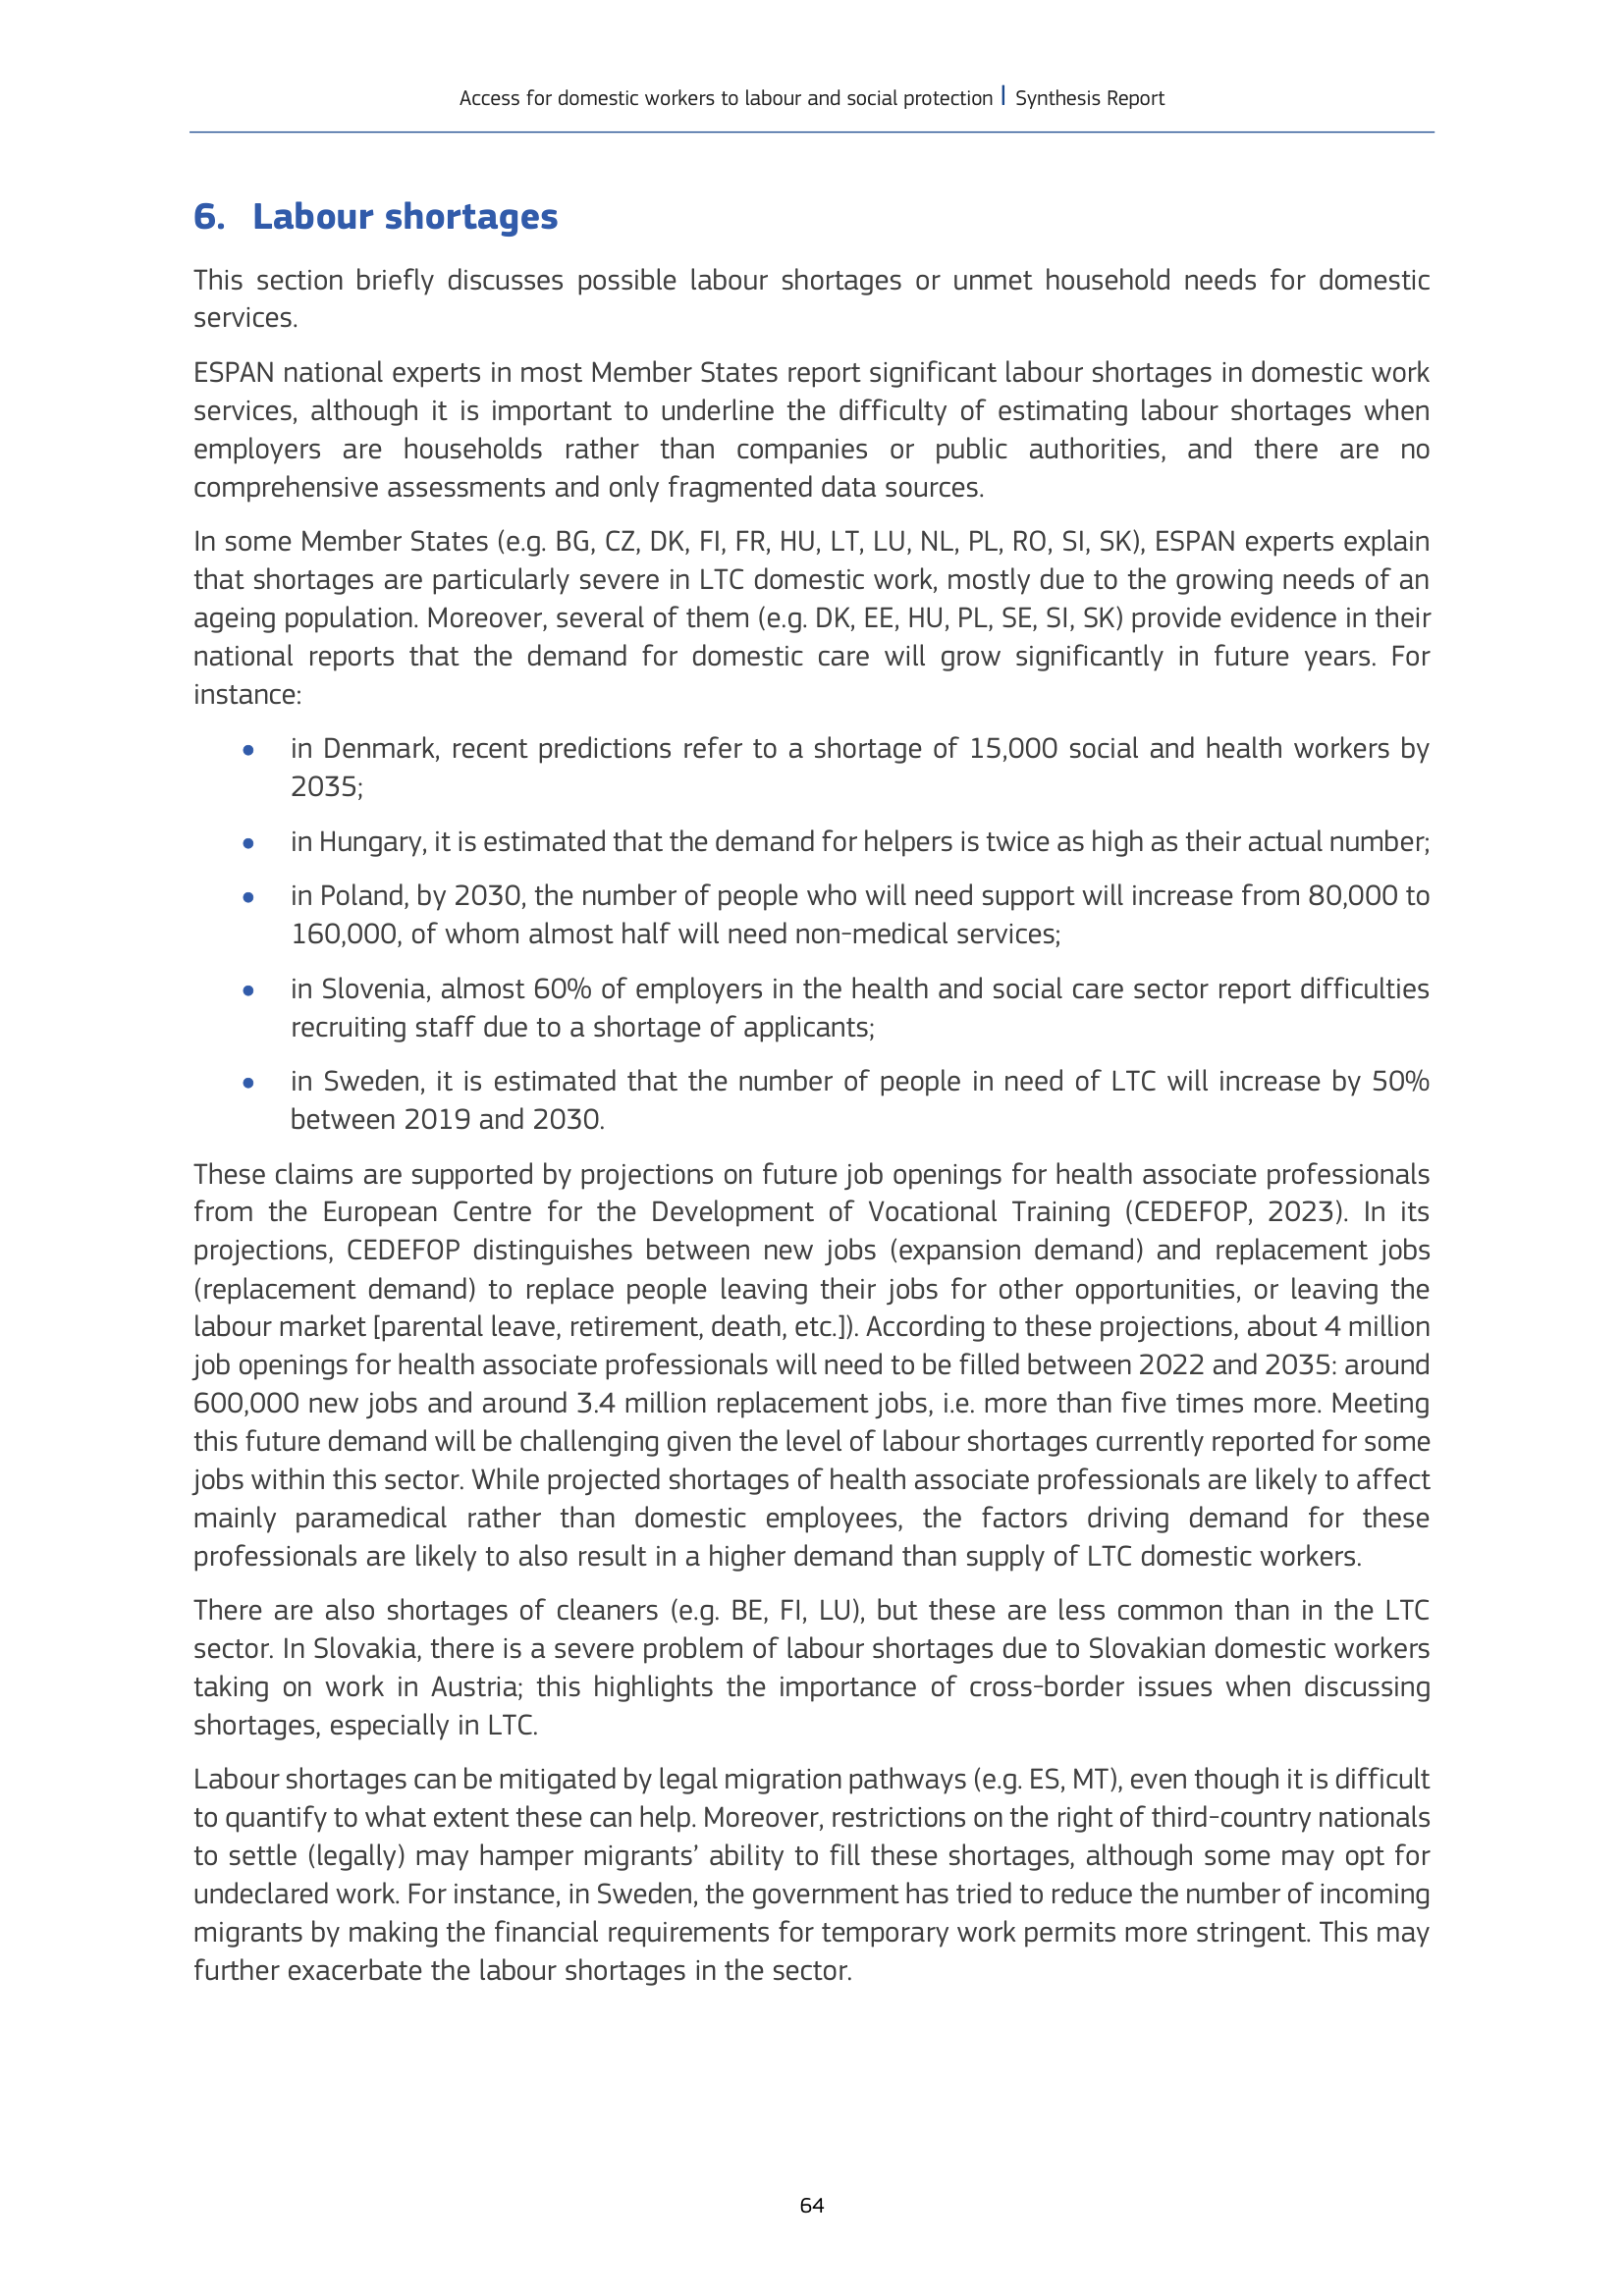 Access for domestic workers to labour and social protection | Synthesis Report
6. Labour shortages
This section briefly discusses possible labour shortages or unmet household needs for domestic
services.
ESPAN national experts in most Member States report significant labour shortages in domestic work
services, although it is important to underline the difficulty of estimating labour shortages when
employers are households rather than companies or public authorities, and there are no
comprehensive assessments and only fragmented data sources.
In some Member States (e.g. BG, CZ, DK, FI, FR, HU, LT, LU, NL, PL, RO, SI, SK), ESPAN experts explain
that shortages are particularly severe in LTC domestic work, mostly due to the growing needs of an
ageing population. Moreover, several of them (e.g. DK, EE, HU, PL, SE, SI, SK) provide evidence in their
national reports that the demand for domestic care will grow significantly in future years. For
instance:
• in Denmark, recent predictions refer to a shortage of 15,000 social and health workers by
2035;
• in Hungary, it is estimated that the demand for helpers is twice as high as their actual number;
• in Poland, by 2030, the number of people who will need support will increase from 80,000 to
160,000, of whom almost half will need non-medical services;
• in Slovenia, almost 60% of employers in the health and social care sector report difficulties
recruiting staff due to a shortage of applicants;
• in Sweden, it is estimated that the number of people in need of LTC will increase by 50%
between 2019 and 2030.
These claims are supported by projections on future job openings for health associate professionals
from the European Centre for the Development of Vocational Training (CEDEFOP, 2023). In its
projections, CEDEFOP distinguishes between new jobs (expansion demand) and replacement jobs
(replacement demand) to replace people leaving their jobs for other opportunities, or leaving the
labour market [parental leave, retirement, death, etc.]). According to these projections, about 4 million
job openings for health associate professionals will need to be filled between 2022 and 2035: around
600,000 new jobs and around 3.4 million replacement jobs, i.e. more than five times more. Meeting
this future demand will be challenging given the level of labour shortages currently reported for some
jobs within this sector. While projected shortages of health associate professionals are likely to affect
mainly paramedical rather than domestic employees, the factors driving demand for these
professionals are likely to also result in a higher demand than supply of LTC domestic workers.
There are also shortages of cleaners (e.g. BE, FI, LU), but these are less common than in the LTC
sector. In Slovakia, there is a severe problem of labour shortages due to Slovakian domestic workers
taking on work in Austria; this highlights the importance of cross-border issues when discussing
shortages, especially in LTC.
Labour shortages can be mitigated by legal migration pathways (e.g. ES, MT), even though it is difficult
to quantify to what extent these can help. Moreover, restrictions on the right of third-country nationals
to settle (legally) may hamper migrants’ ability to fill these shortages, although some may opt for
undeclared work. For instance, in Sweden, the government has tried to reduce the number of incoming
migrants by making the financial requirements for temporary work permits more stringent. This may
further exacerbate the labour shortages in the sector.
64